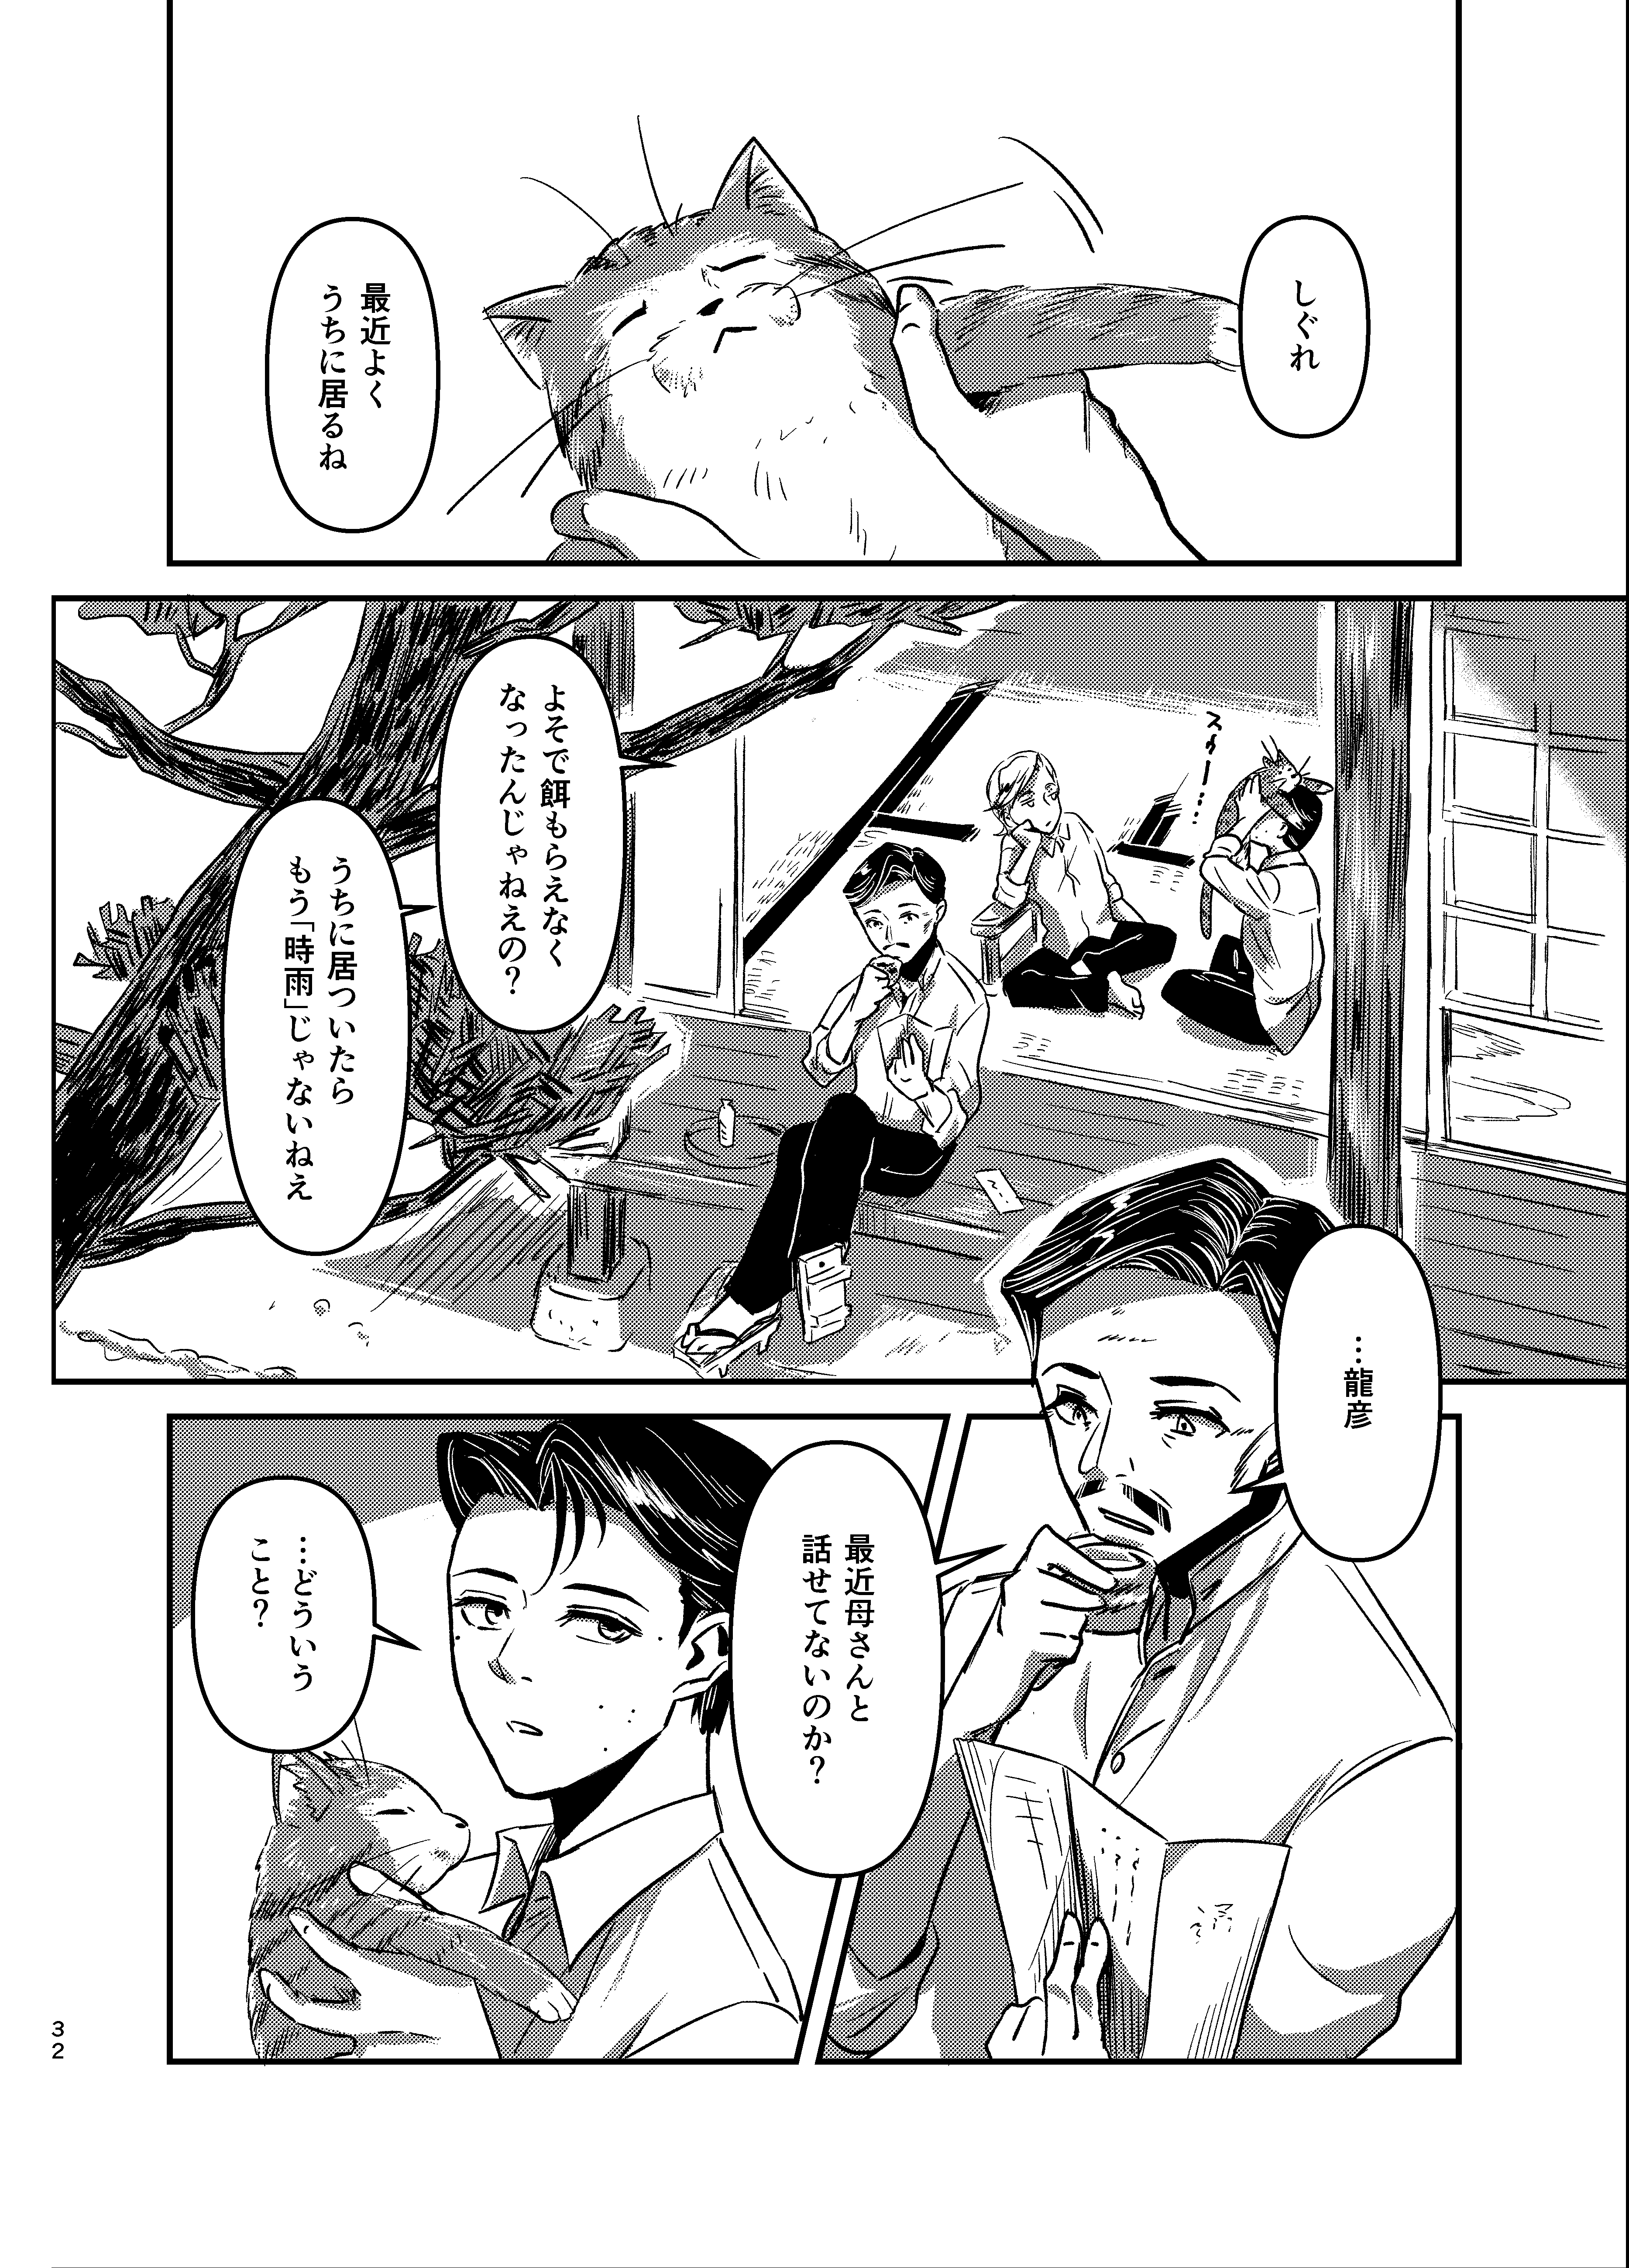 しぐれ
最近よく
うちに居るね
スゥー…
よそで餌もらえなく
なったんじゃねえの？
うちに居ついたら
もう「時雨」じゃないねえ
…龍彦
最近母さんと
話せてないのか？
…どういう
こと？
32